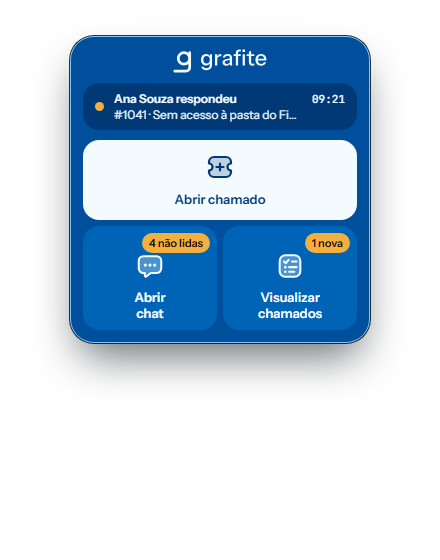 grafite
Ana Souza respondeu 09:21
#1041 · Sem acesso à pasta do Fi...
Abrir chamado
4 não lidas
1 nova
Abrir
chat
Visualizar
chamados